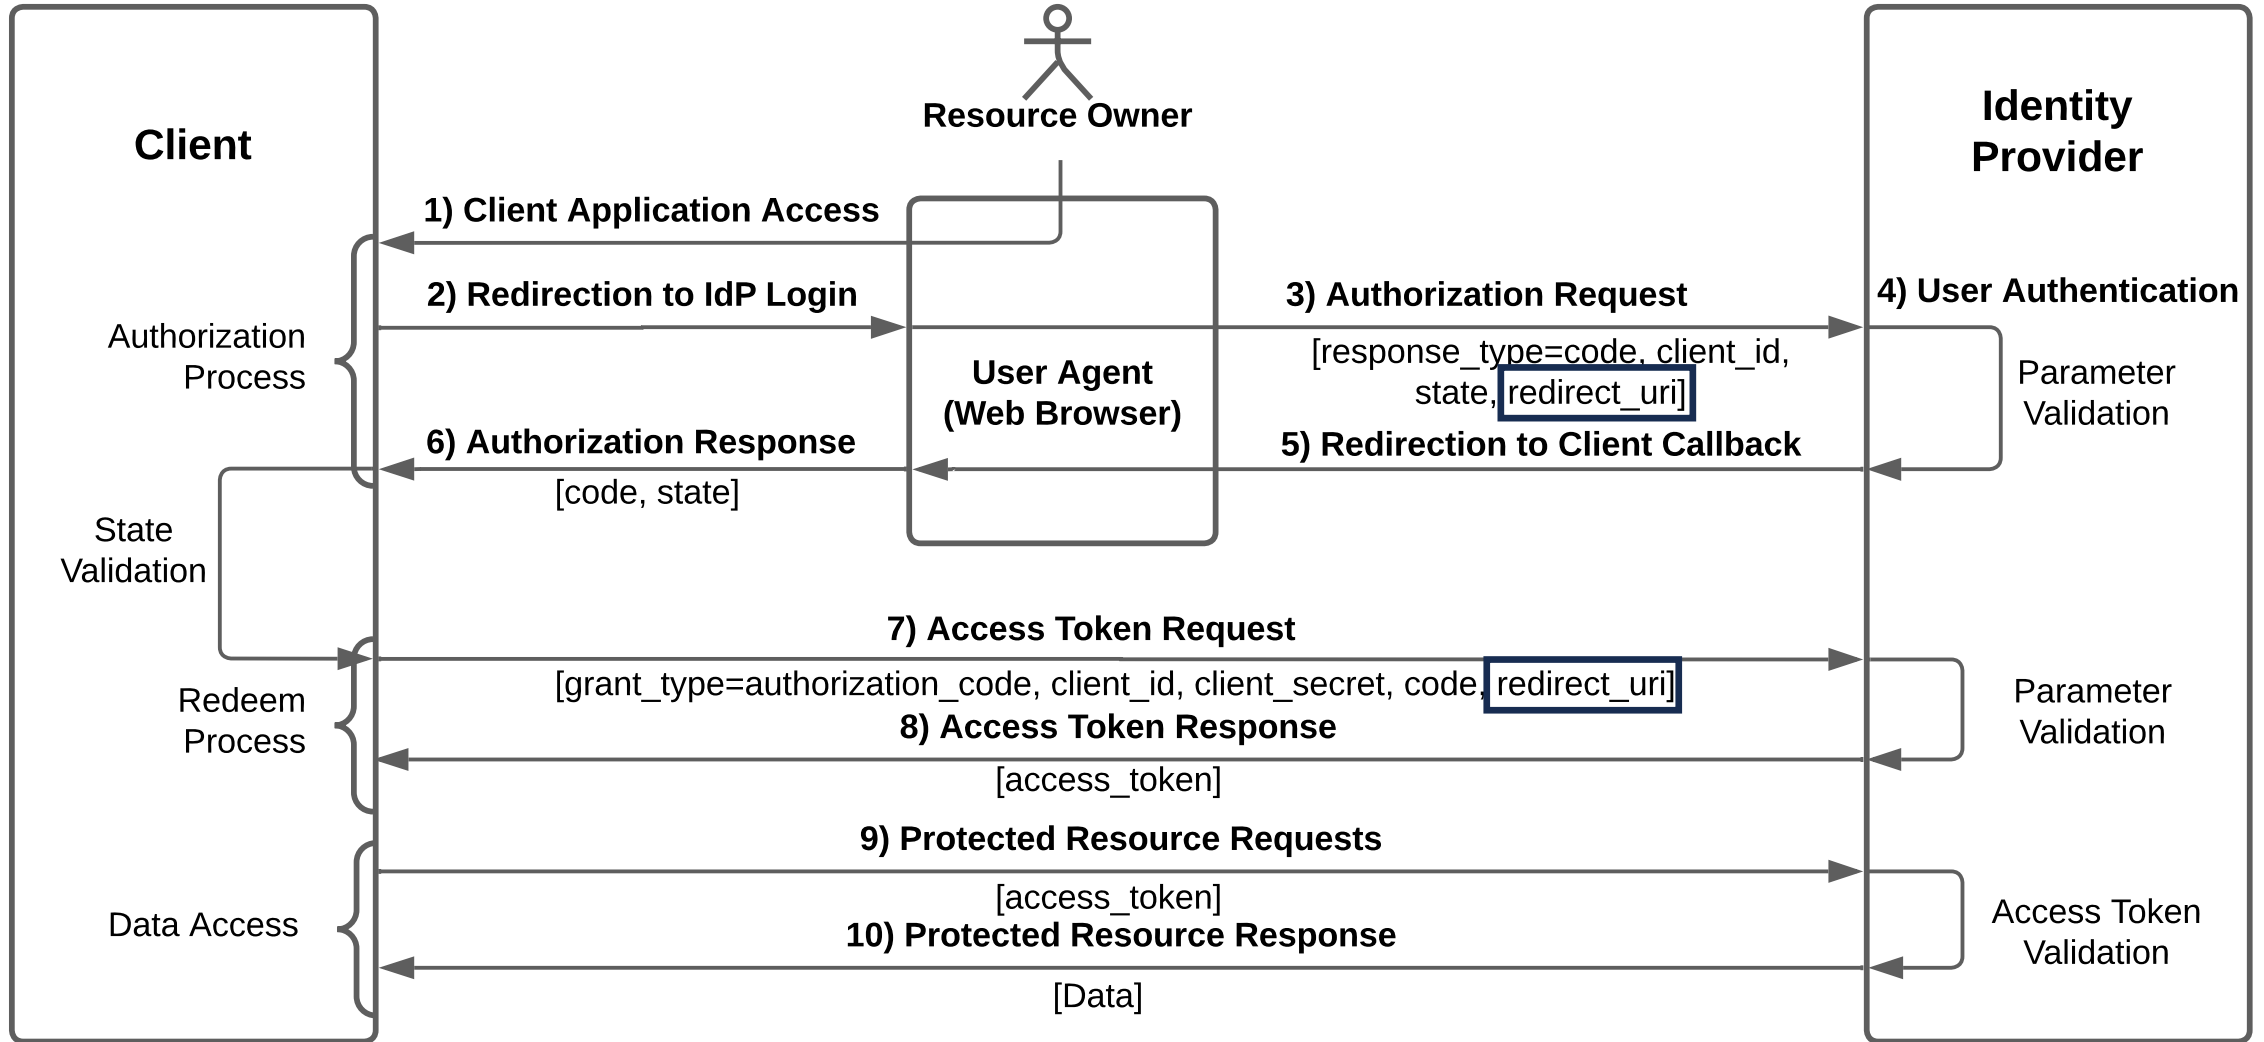 Client
Resource Owner
Identity
Provider
1) Client Application Access
2) Redirection to IdP Login
3) Authorization Request
4) User Authentication
Authorization
Process
[response_type=code, client_id,
state, redirect_uri]
User Agent
(Web Browser)
Parameter
Validation
6) Authorization Response
5) Redirection to Client Callback
[code, state]
State
Validation
7) Access Token Request
[grant_type=authorization_code, client_id, client_secret, code, redirect_uri]
Redeem
Process
Parameter
Validation
8) Access Token Response
[access_token]
9) Protected Resource Requests
[access_token]
Data Access
Access Token
Validation
10) Protected Resource Response
[Data]